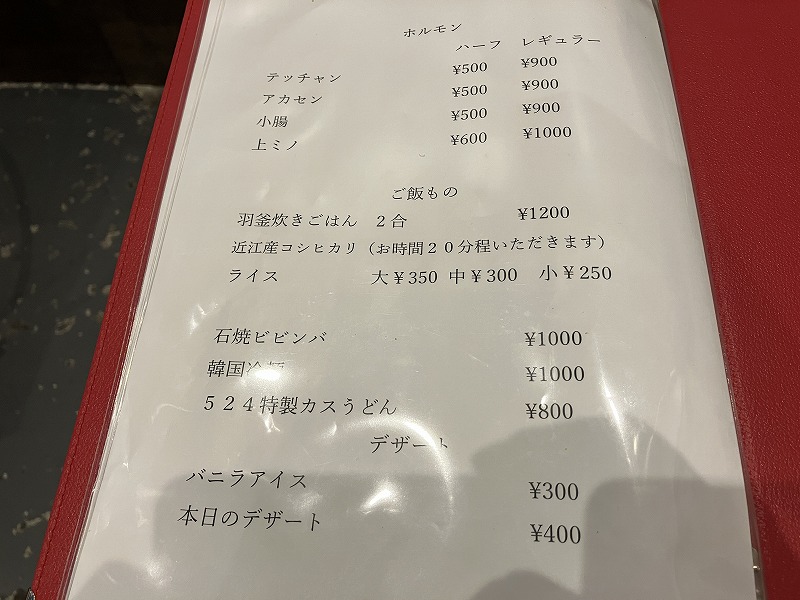 ホルモン
ハーフ レギュラー
テッチャン ¥500 ¥900
アカセン ¥500 ¥900
小腸 ¥500 ¥900
上ミノ ¥600 ¥1000
ご飯もの
羽釜炊きごはん ２合 ¥1200
近江産コシヒカリ（お時間２０分程いただきます）
ライス 大¥350 中¥300 小¥250
石焼ビビンバ ¥1000
韓国冷麺 ¥1000
５２４特製カスうどん ¥800
デザート
バニラアイス ¥300
本日のデザート ¥400